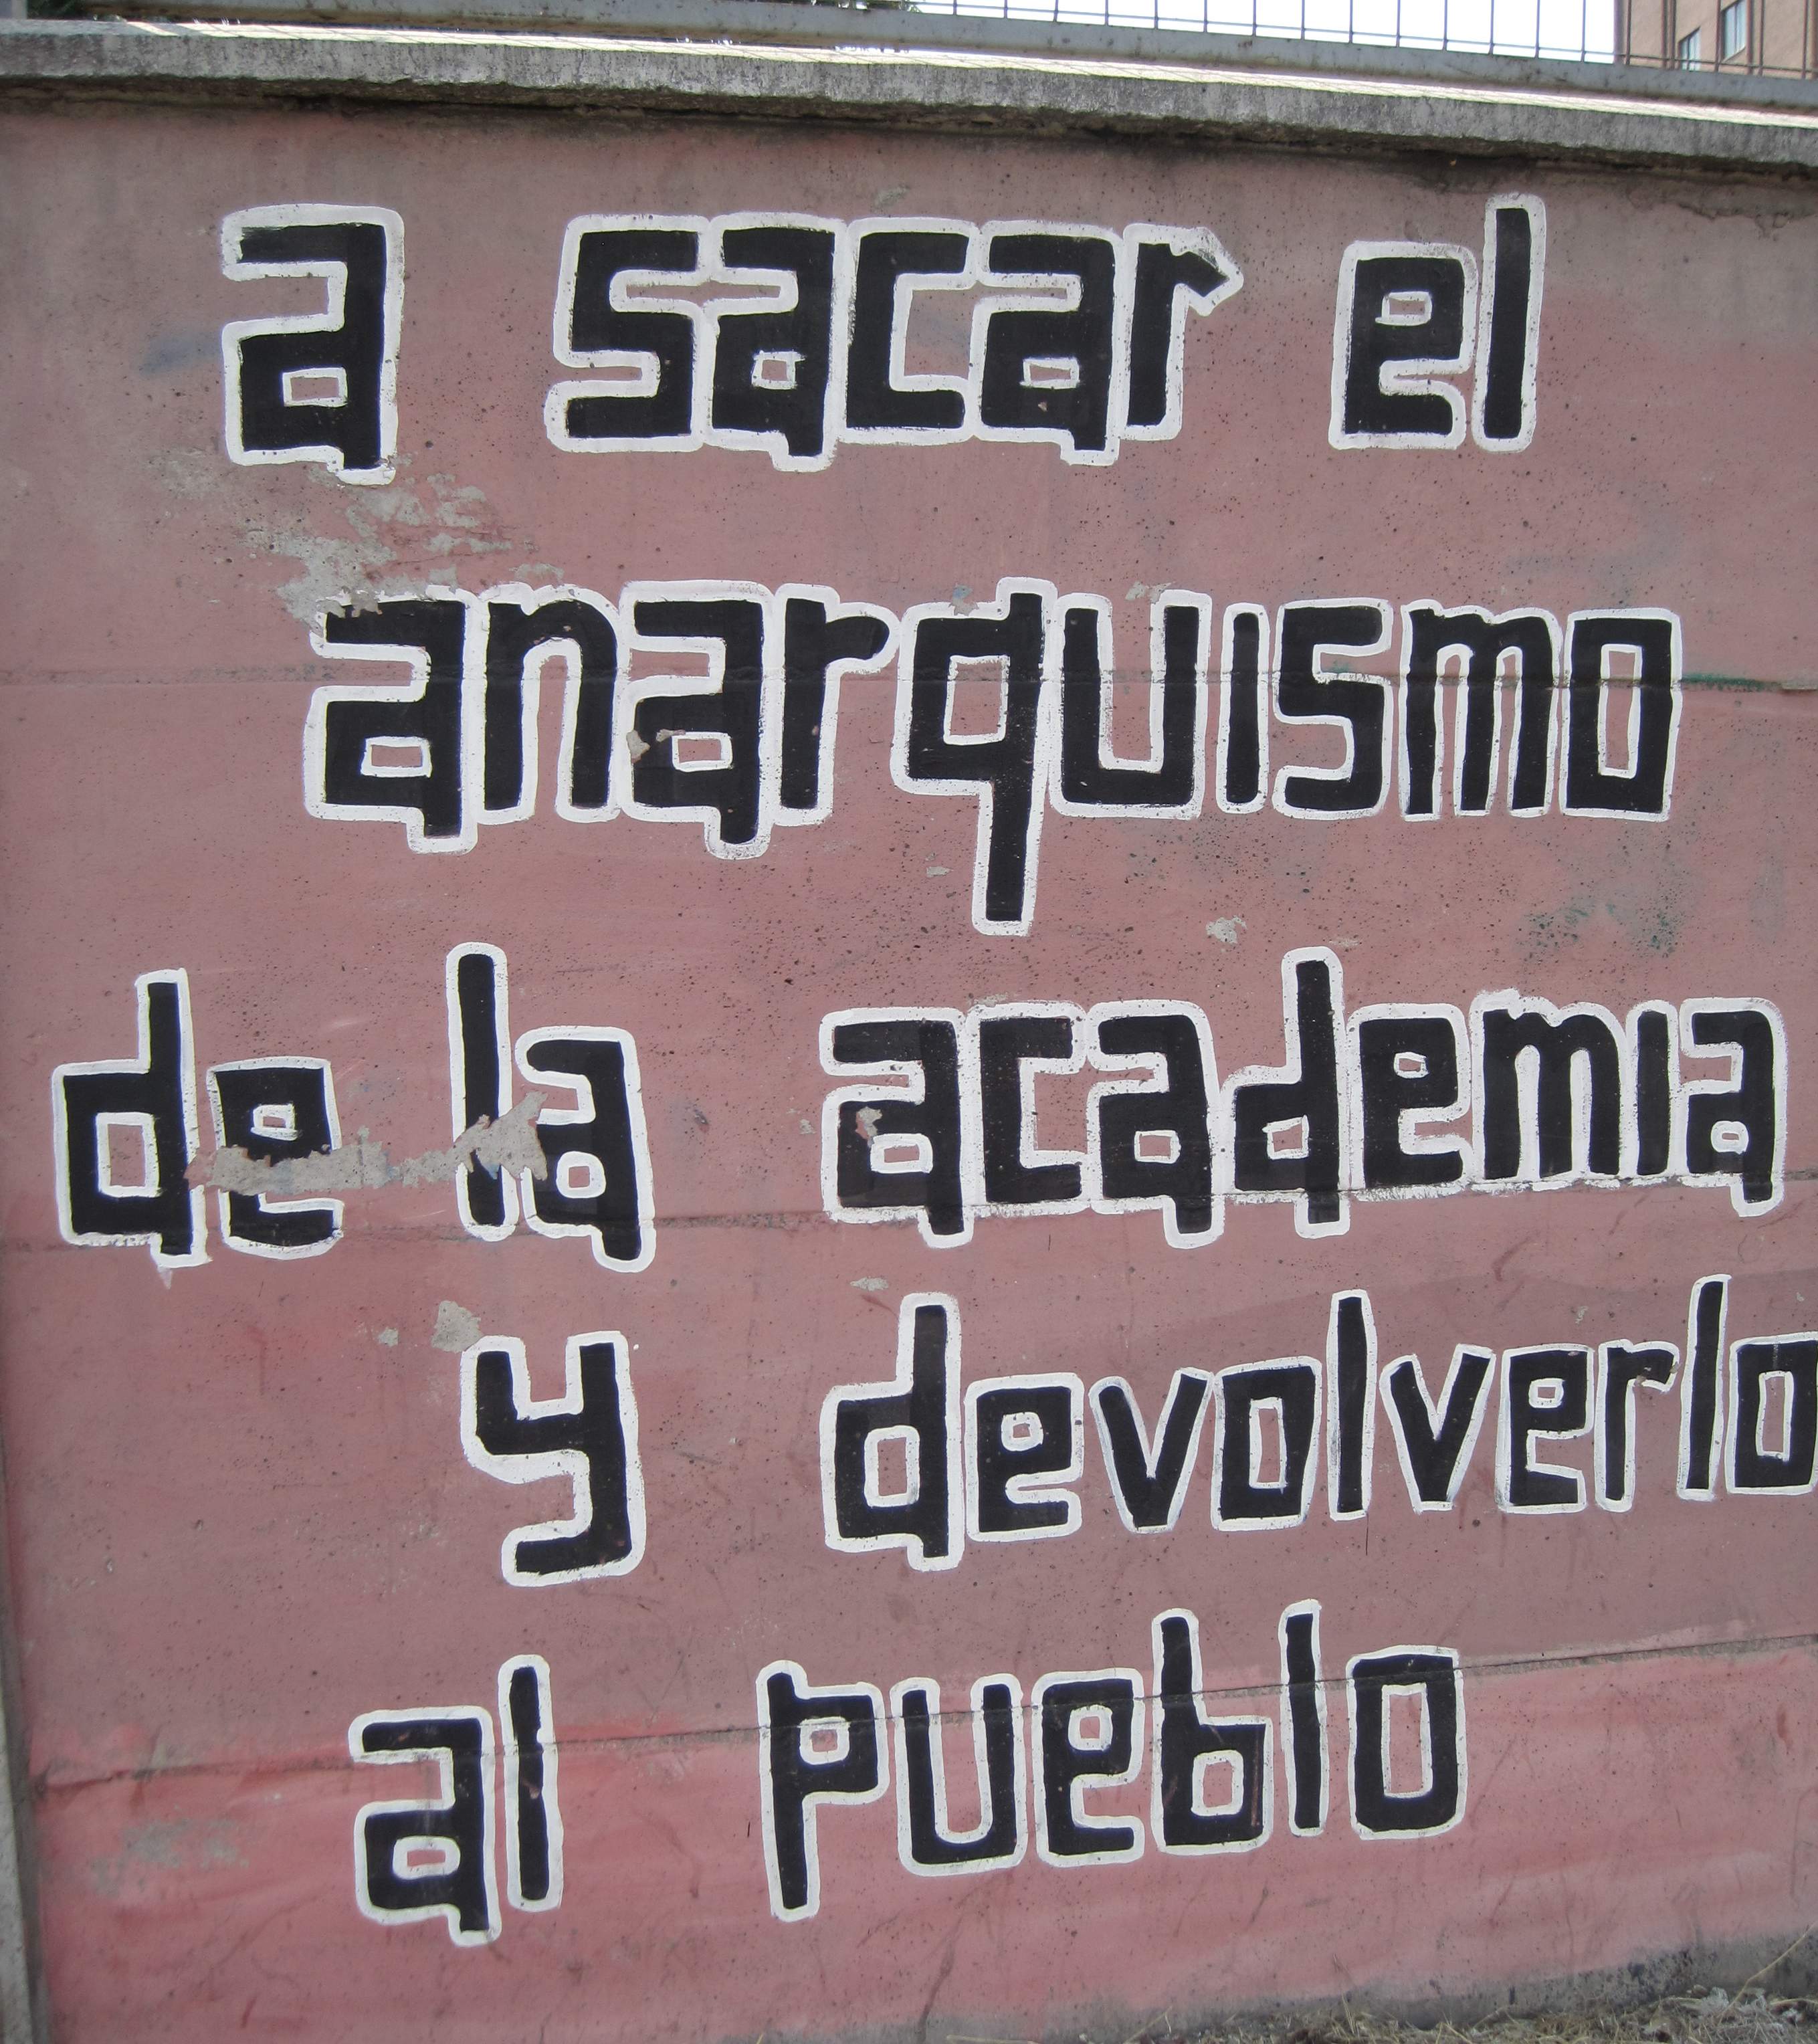 a sacar el
anarquismo
de la academia
y devolverlo
al pueblo